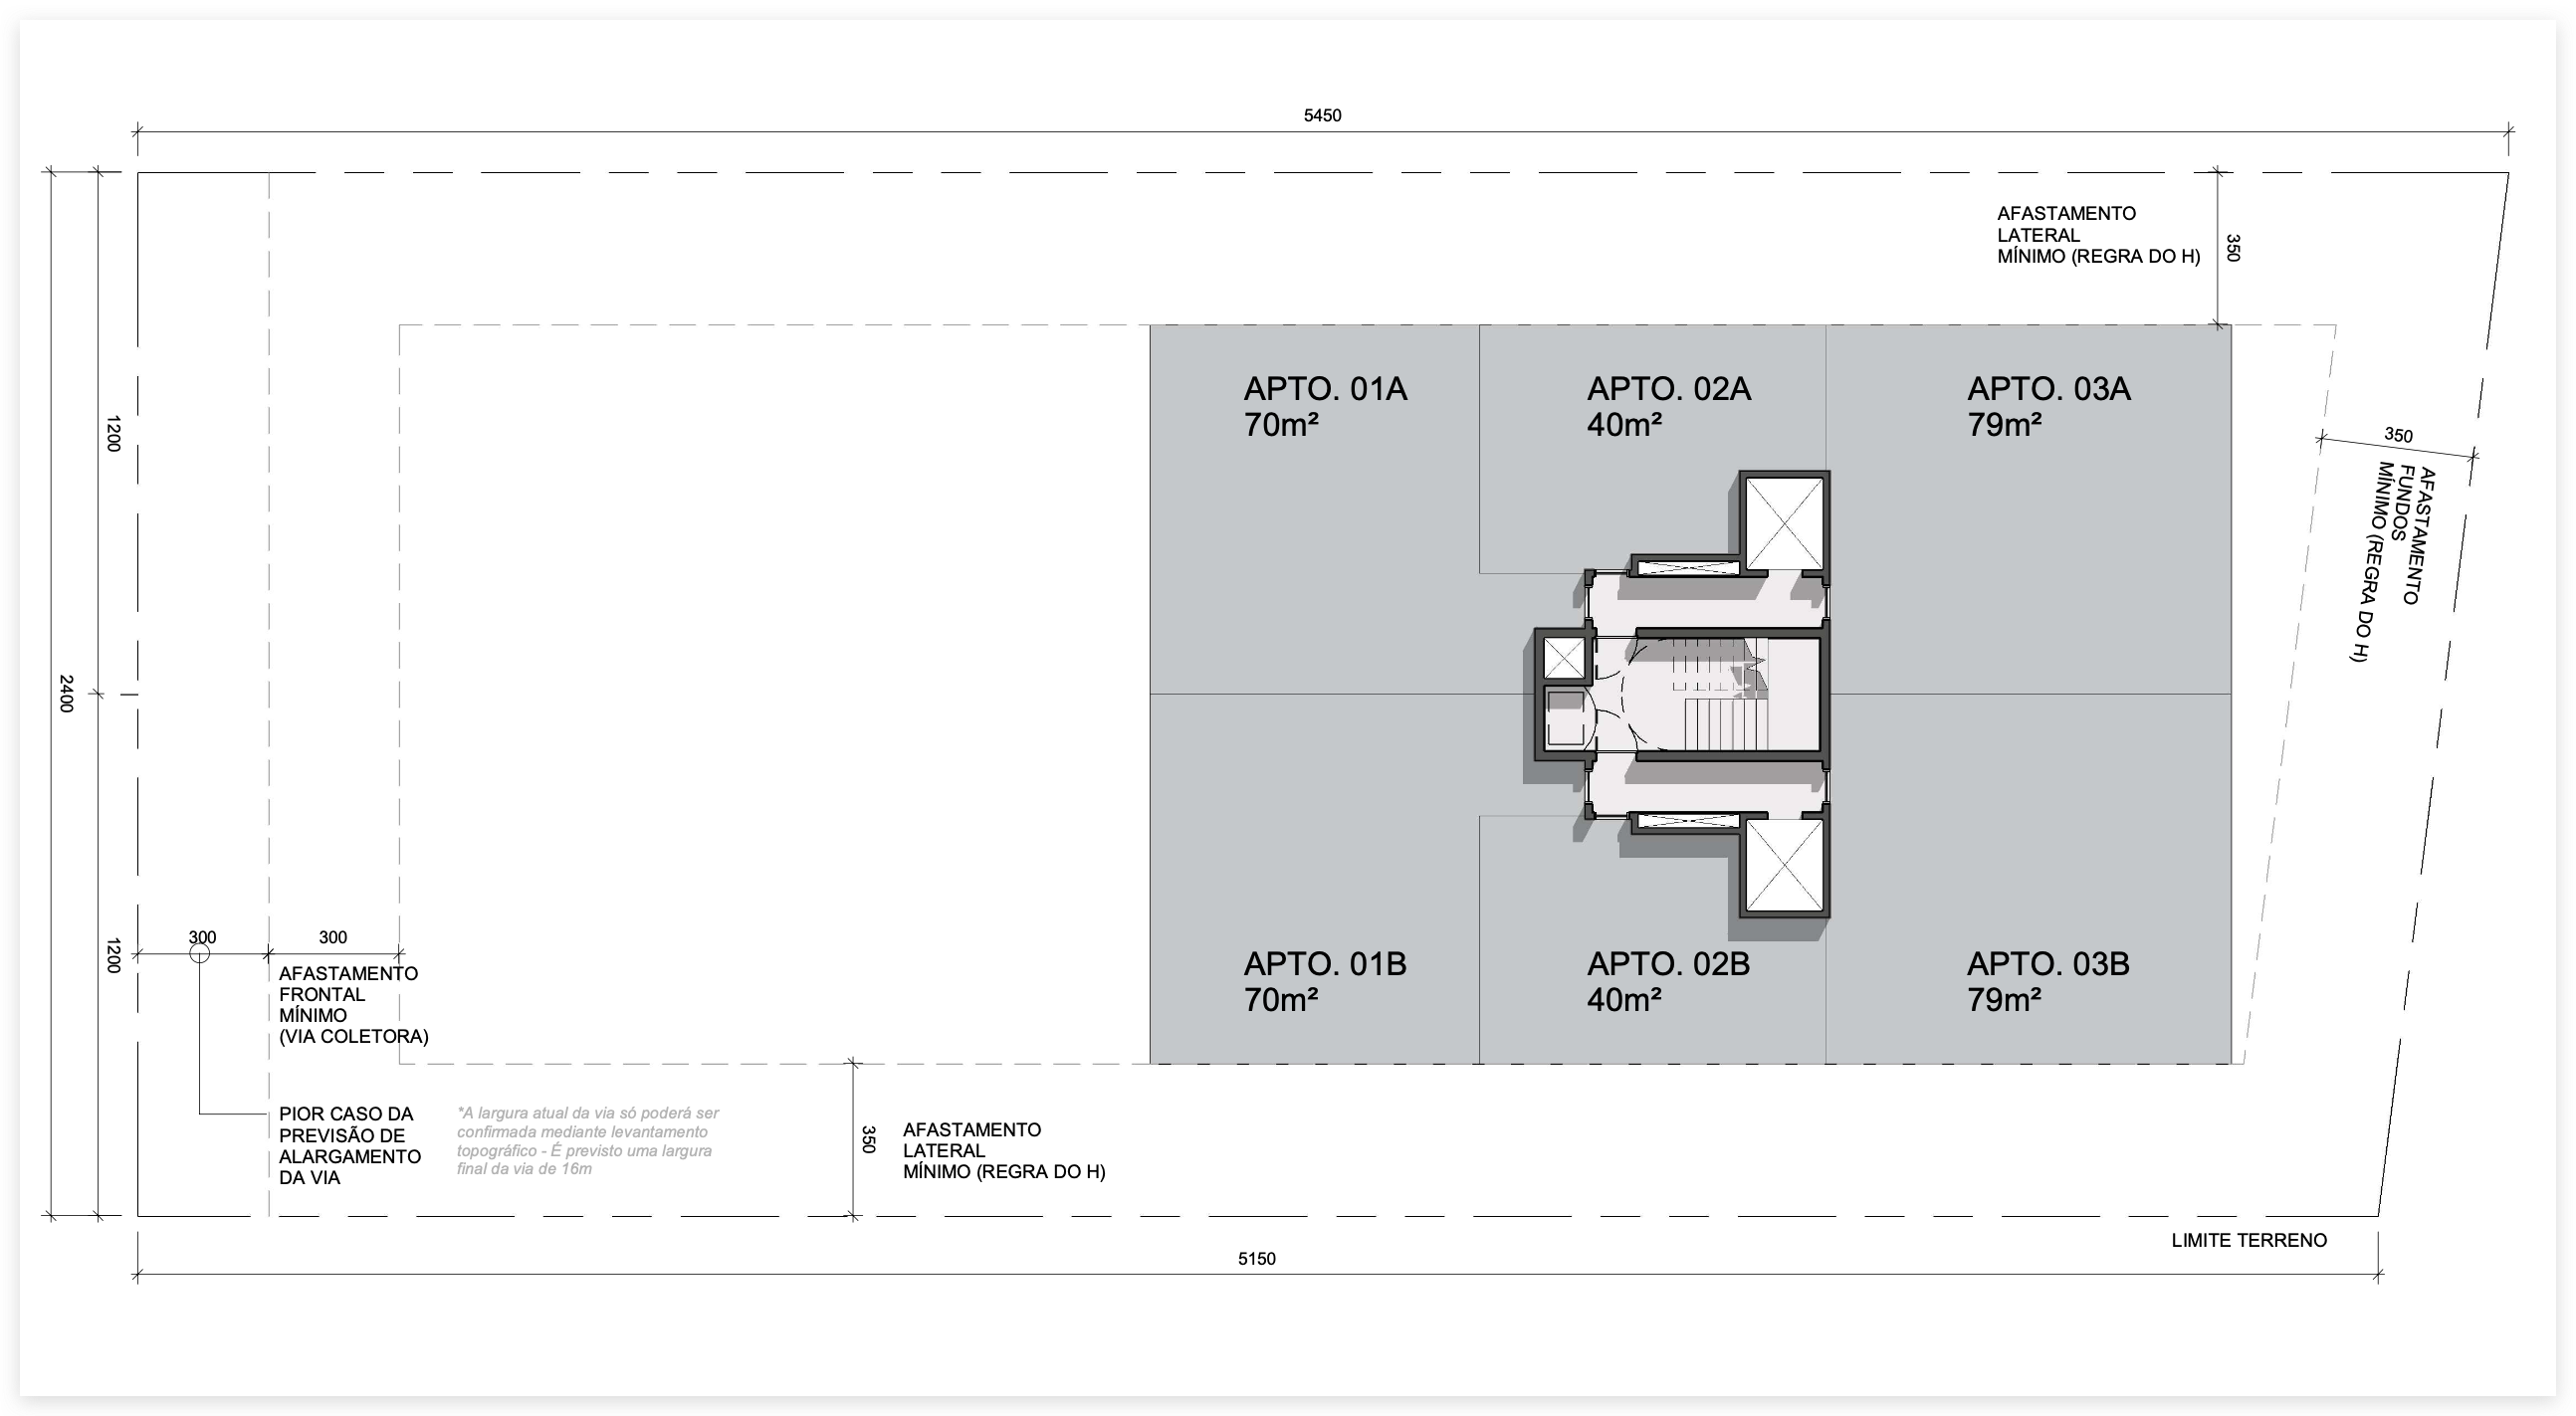 5450
AFASTAMENTO
LATERAL
MÍNIMO (REGRA DO H)
350
APTO. 01A
70m²
APTO. 02A
40m²
APTO. 03A
79m²
350
AFASTAMENTO
FUNDOS
MÍNIMO (REGRA DO H)
1200
2400
1200
300
300
AFASTAMENTO
FRONTAL
MÍNIMO
(VIA COLETORA)
APTO. 01B
70m²
APTO. 02B
40m²
APTO. 03B
79m²
PIOR CASO DA
PREVISÃO DE
ALARGAMENTO
DA VIA
*A largura atual da via só poderá ser
confirmada mediante levantamento
topográfico - É previsto uma largura
final da via de 16m
350
AFASTAMENTO
LATERAL
MÍNIMO (REGRA DO H)
LIMITE TERRENO
5150